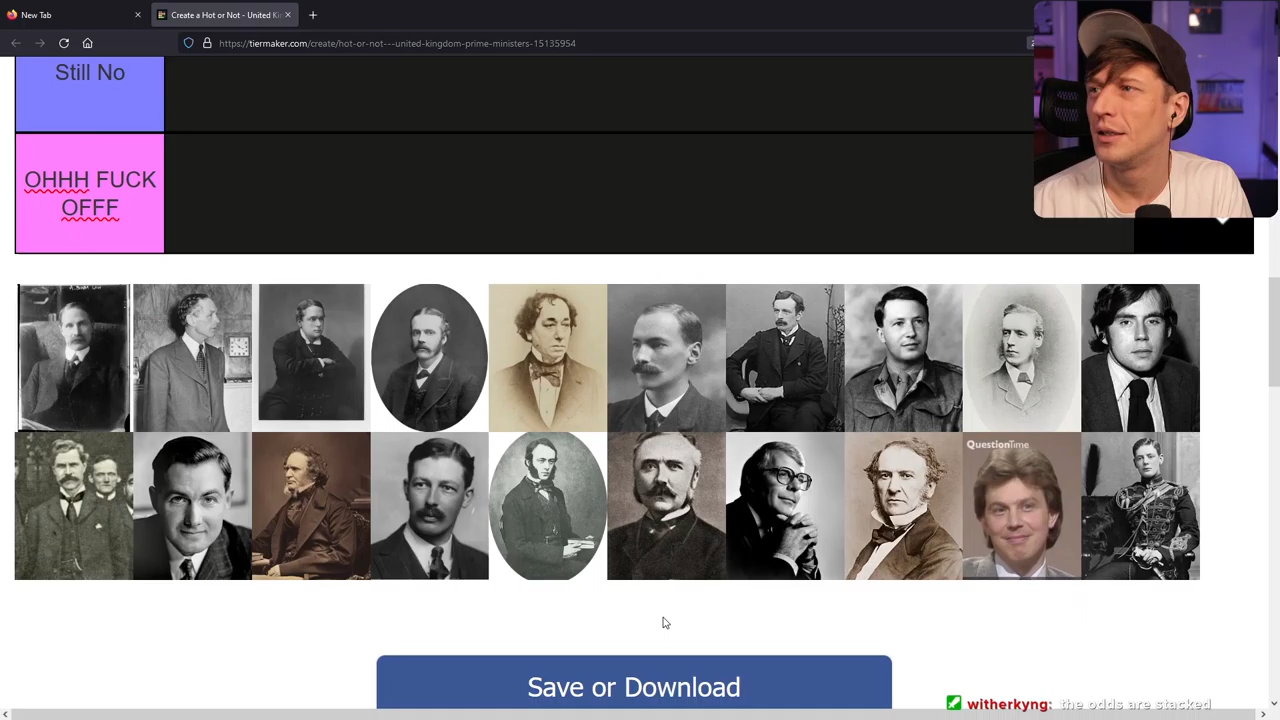 New Tab
Create a Hot or Not - United Ki
https://tiermaker.com/create/hot-or-not---united-kingdom-prime-ministers-15135954
Still No
OHHH FUCK
OFFF
QuestionTime
Save or Download
witherkyng: the odds are stacked